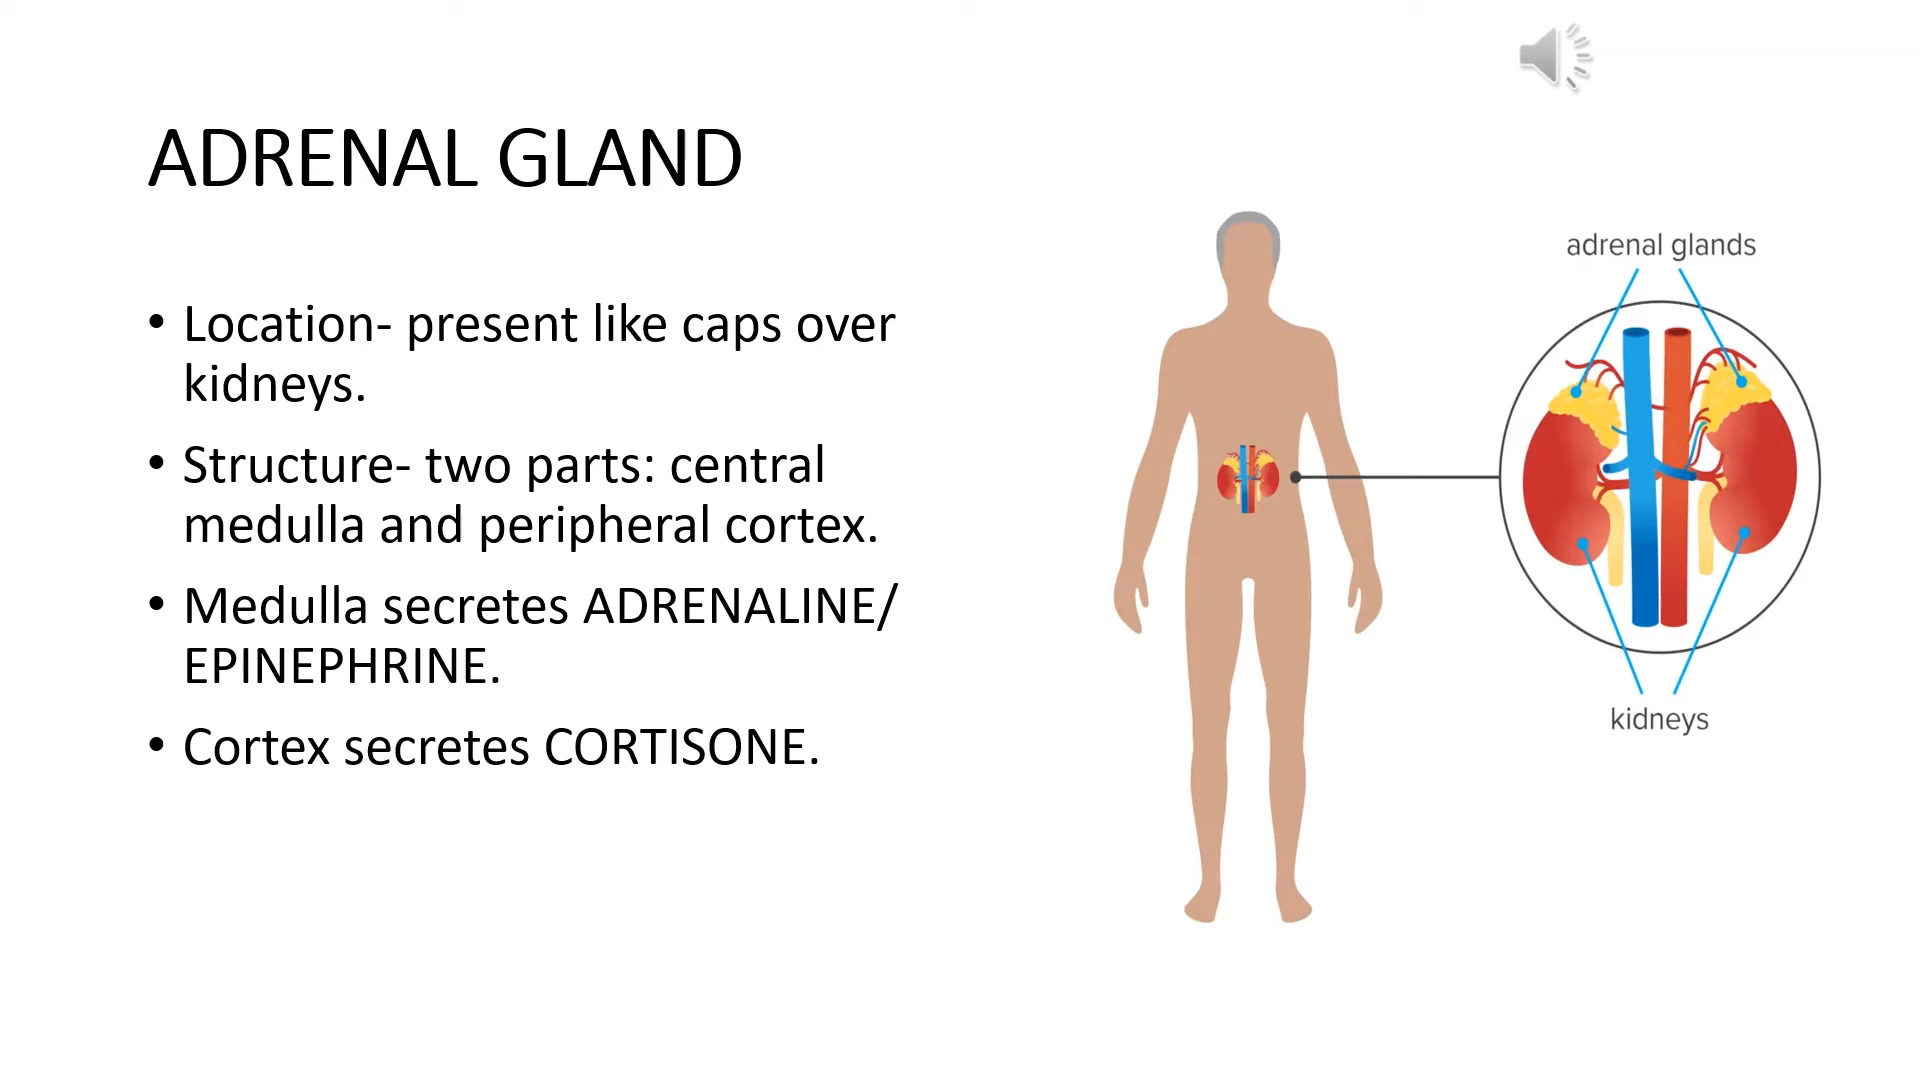 ADRENAL GLAND
• Location- present like caps over
kidneys.
• Structure- two parts: central
medulla and peripheral cortex.
• Medulla secretes ADRENALINE/
EPINEPHRINE.
• Cortex secretes CORTISONE.
adrenal glands
kidneys